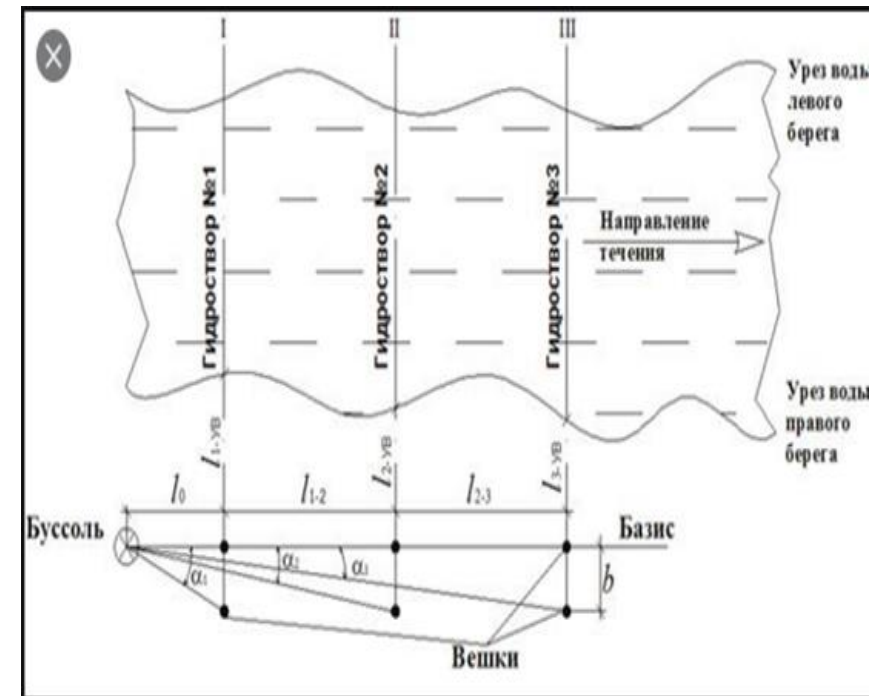 I II III
Урез воды
левого
берега
Гидроствор №1
Гидроствор №2
Гидроствор №3
Направление
течения
Урез воды
правого
берега
l1-УВ
l2-УВ
l3-УВ
l0 l1-2 l2-3
Буссоль
Базис
α1 α2 α3
b
Вешки